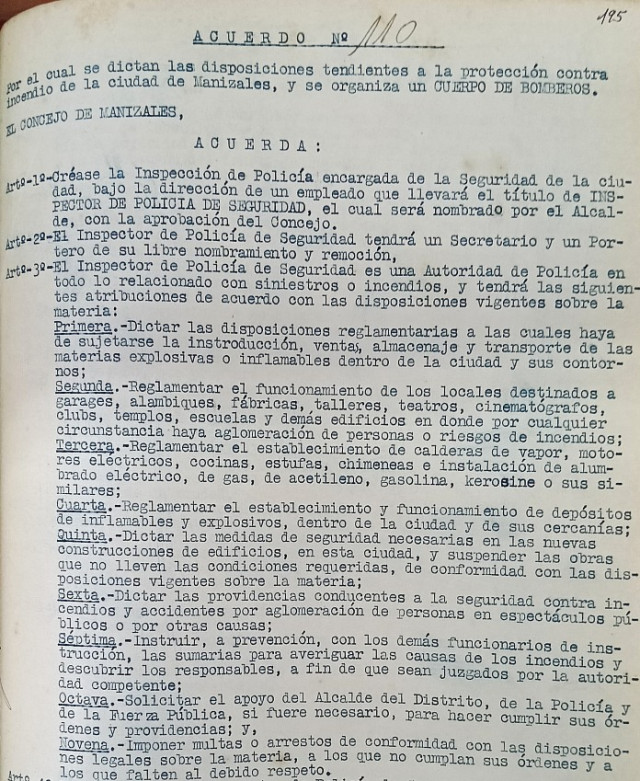 195
ACUERDO Nº 110
Por el cual se dictan las disposiciones tendientes a la protección contra
incendio de la ciudad de Manizales, y se organiza un CUERPO DE BOMBEROS.
EL CONCEJO DE MANIZALES,
ACUERDA:
Artº-1º-Créase la Inspección de Policía encargada de la Seguridad de la ciu-
dad, bajo la dirección de un empleado que llevará el título de INS-
PECTOR DE POLICIA DE SEGURIDAD, el cual será nombrado por el Alcal-
de, con la aprobación del Concejo.
Artº-2º-El Inspector de Policía de Seguridad tendrá un Secretario y un Por-
tero de su libre nombramiento y remoción,
Artº-3º-El Inspector de Policía de Seguridad es una Autoridad de Policía en
todo lo relacionado con siniestros o incendios, y tendrá las siguien-
tes atribuciones de acuerdo con las disposiciones vigentes sobre la
materia:
Primera.-Dictar las disposiciones reglamentarias a las cuales haya
de sujetarse la instroducción, venta, almacenaje y transporte de las
materias explosivas o inflamables dentro de la ciudad y sus contor-
nos;
Segunda.-Reglamentar el funcionamiento de los locales destinados a
garages, alambiques, fábricas, talleres, teatros, cinematógrafos,
clubs, templos, escuelas y demás edificios en donde por cualquier
circunstancia haya aglomeración de personas o riesgos de incendios;
Tercera.-Reglamentar el establecimiento de calderas de vapor, moto-
res eléctricos, cocinas, estufas, chimeneas e instalación de alum-
brado eléctrico, de gas, de acetileno, gasolina, kerosine o sus si-
milares;
Cuarta.-Reglamentar el establecimiento y funcionamiento de depósitos
de inflamables y explosivos, dentro de la ciudad y de sus cercanías;
Quinta.-Dictar las medidas de seguridad necesarias en las nuevas
construcciones de edificios, en esta ciudad, y suspender las obras
que no lleven las condiciones requeridas, de conformidad con las dis-
posiciones vigentes sobre la materia;
Sexta.-Dictar las providencias conducentes a la seguridad contra in-
cendios y accidentes por aglomeración de personas en espectáculos pú-
blicos o por otras causas;
Séptima.-Instruir, a prevención, con los demás funcionarios de ins-
trucción, las sumarias para averiguar las causas de los incendios y
descubrir los responsables, a fin de que sean juzgados por la autori-
dad competente;
Octava.-Solicitar el apoyo del Alcalde del Distrito, de la Policía y
de la Fuerza Pública, si fuere necesario, para hacer cumplir sus ór-
denes y providencias; y,
Novena.-Imponer multas o arrestos de conformidad con las disposicio-
nes legales sobre la materia, a los que no cumplan sus órdenes y a
los que falten al debido respeto.
Artº